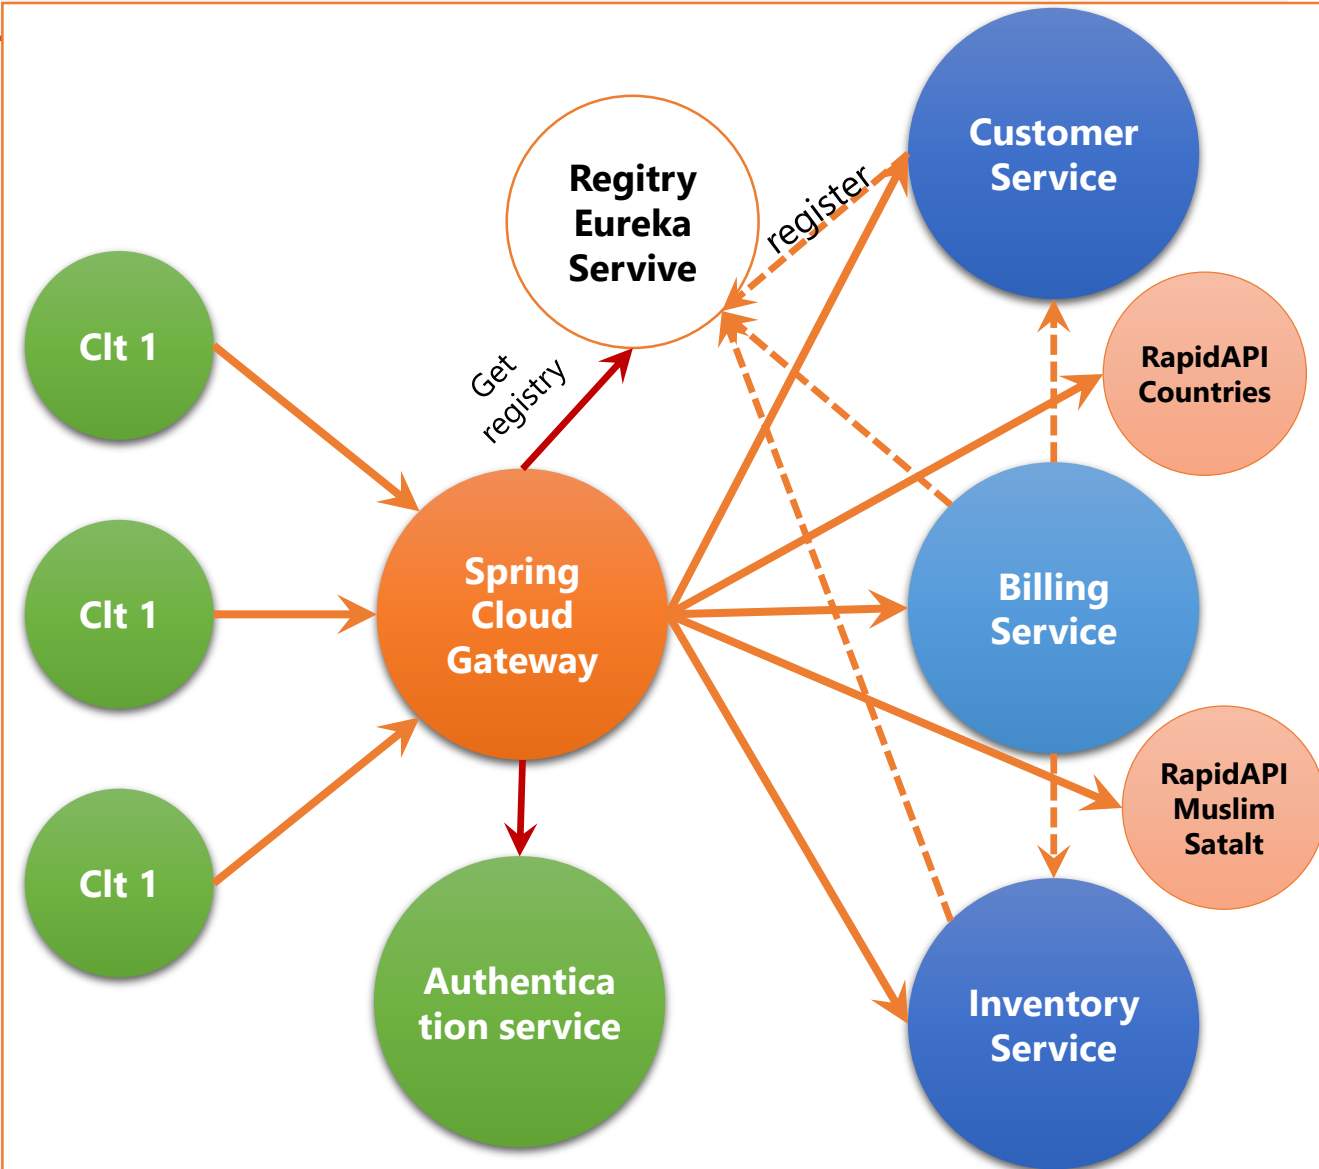 Customer
Service
Regitry
Eureka
Servive
register
Clt 1
RapidAPI
Countries
Get
registry
Spring
Cloud
Gateway
Clt 1
Billing
Service
RapidAPI
Muslim
Satalt
Clt 1
Authentica
tion service
Inventory
Service